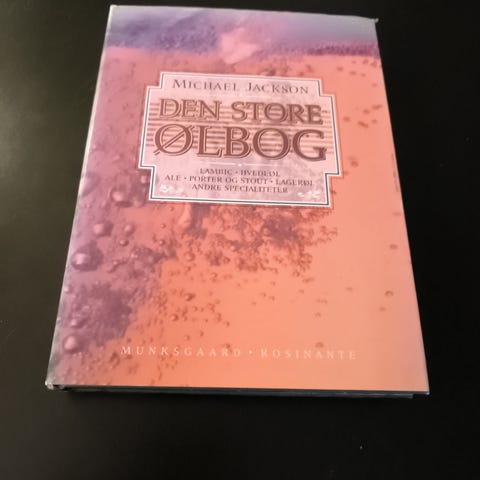 MICHAEL JACKSON
DEN STORE
ØLBOG
LAMBIC • HVEDEØL
ALE • PORTER OG STOUT • LAGERØL
ANDRE SPECIALITETER
MUNKSGAARD • ROSINANTE